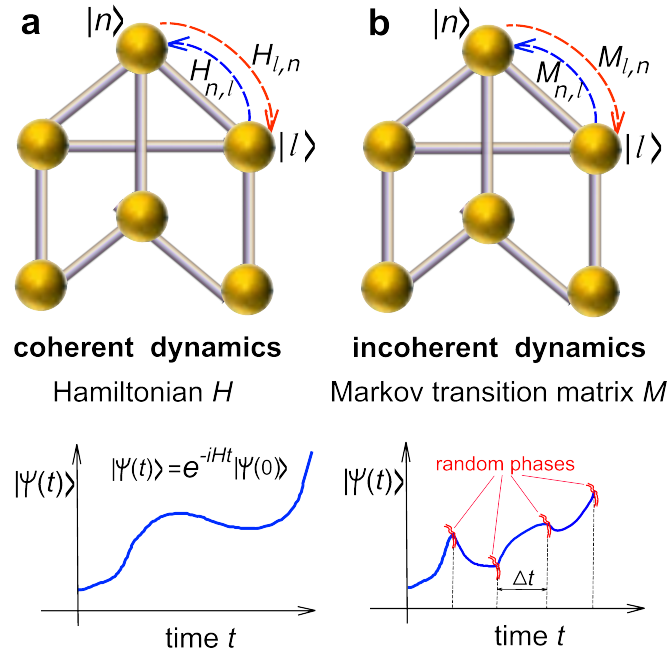 a
|n⟩
H_{l,n}
H_{n,l}
|l⟩
coherent dynamics
Hamiltonian H
|Ψ(t)⟩
|Ψ(t)⟩=e^{-iHt}|Ψ(0)⟩
time t
b
|n⟩
M_{l,n}
M_{n,l}
|l⟩
incoherent dynamics
Markov transition matrix M
random phases
|Ψ(t)⟩
Δt
time t